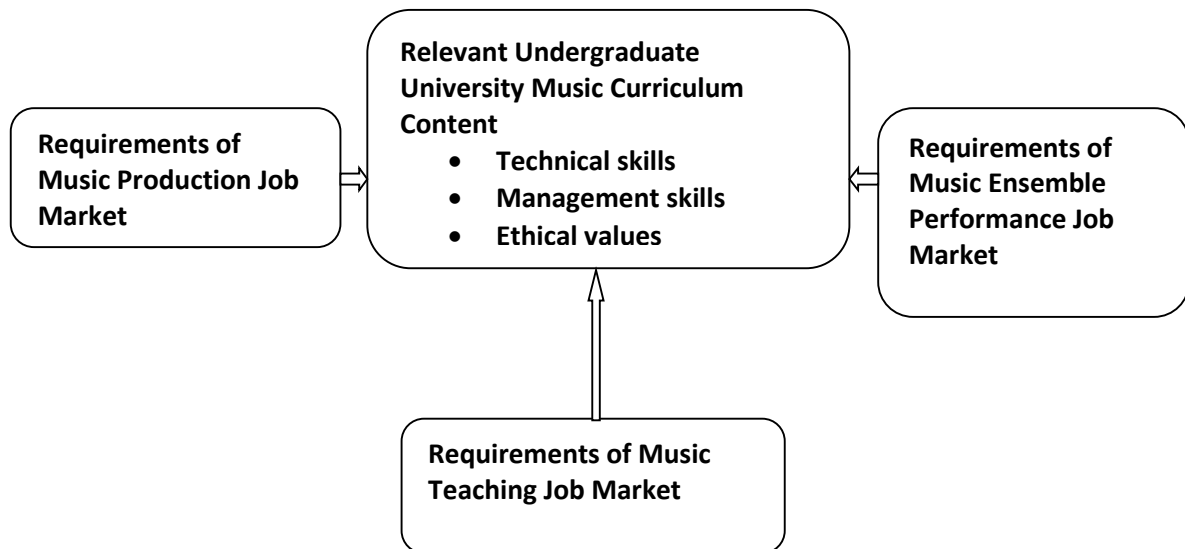 Relevant Undergraduate
University Music Curriculum
Content
• Technical skills
• Management skills
• Ethical values
Requirements of
Music Production Job
Market
Requirements of
Music Ensemble
Performance Job
Market
Requirements of Music
Teaching Job Market